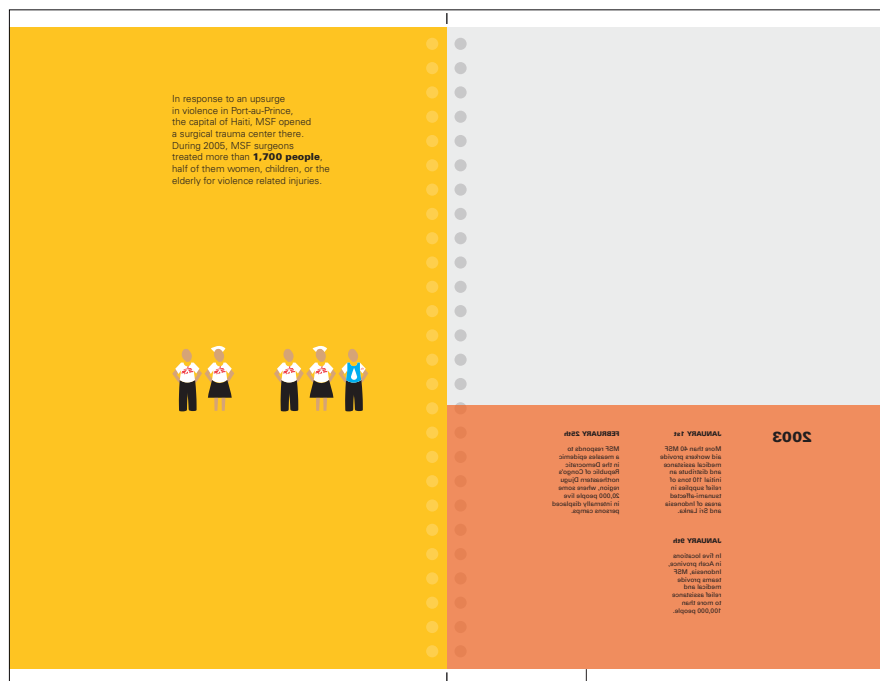 In response to an upsurge
in violence in Port-au-Prince,
the capital of Haiti, MSF opened
a surgical trauma center there.
During 2005, MSF surgeons
treated more than 1,700 people,
half of them women, children, or the
elderly for violence related injuries.
2003
JANUARY 1st
More than 40 MSF
aid workers provide
medical assistance
and distribute an
initial 110 tons of
relief supplies in
tsunami-affected
areas of Indonesia
and Sri Lanka.
JANUARY 9th
In five locations
in Aceh province,
Indonesia, MSF
teams provide
medical and
relief assistance
to more than
100,000 people.
FEBRUARY 25th
MSF responds to
a measles epidemic
in the Democratic
Republic of Congo's
northeastern Djugu
region, where some
20,000 people live
in internally displaced
persons camps.